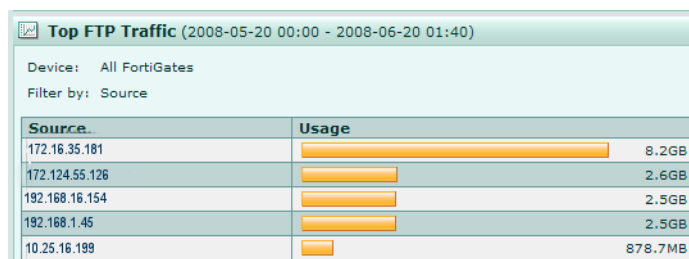 Top FTP Traffic (2008-05-20 00:00 - 2008-06-20 01:40)
Device: All FortiGates
Filter by: Source
Source Usage
172.16.35.181 8.2GB
172.124.55.126 2.6GB
192.168.16.154 2.5GB
192.168.1.45 2.5GB
10.25.16.199 878.7MB